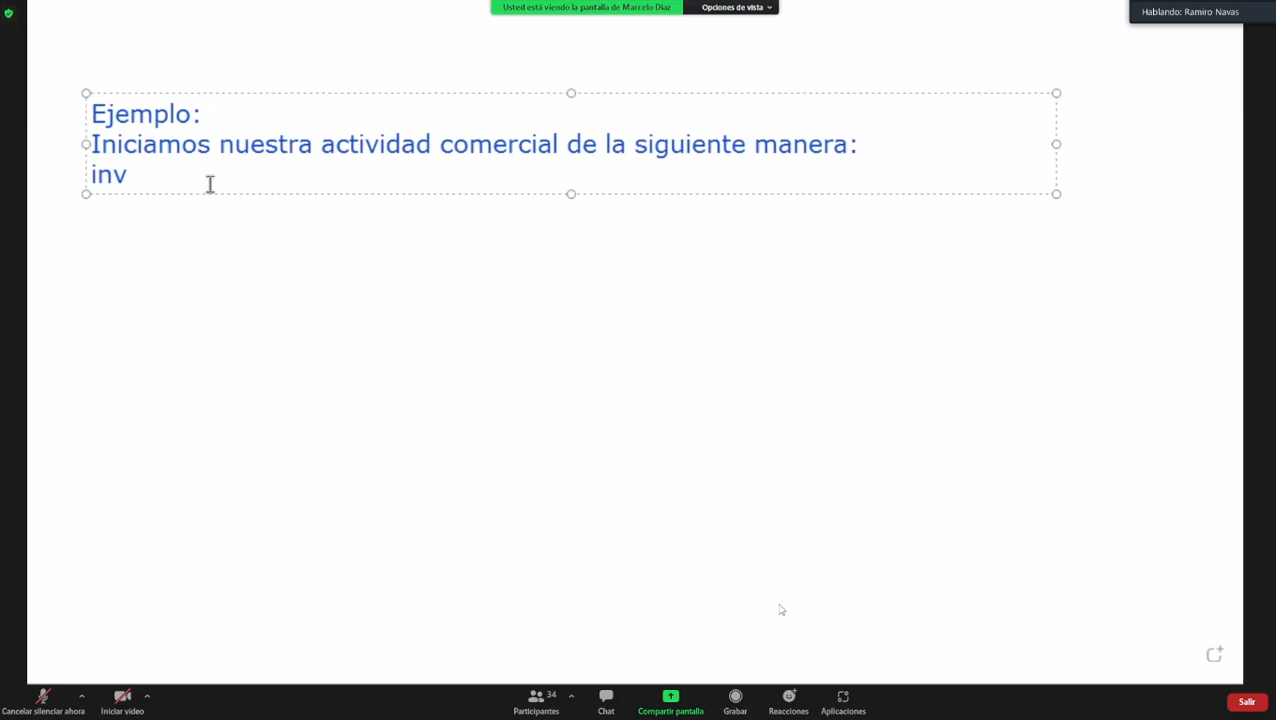 Usted está viendo la pantalla de Marcelo Diaz
Opciones de vista
Hablando: Ramiro Navas
Ejemplo:
Iniciamos nuestra actividad comercial de la siguiente manera:
inv
34
Cancelar silenciar ahora
Iniciar video
Participantes
Chat
Compartir pantalla
Grabar
Reacciones
Aplicaciones
Salir